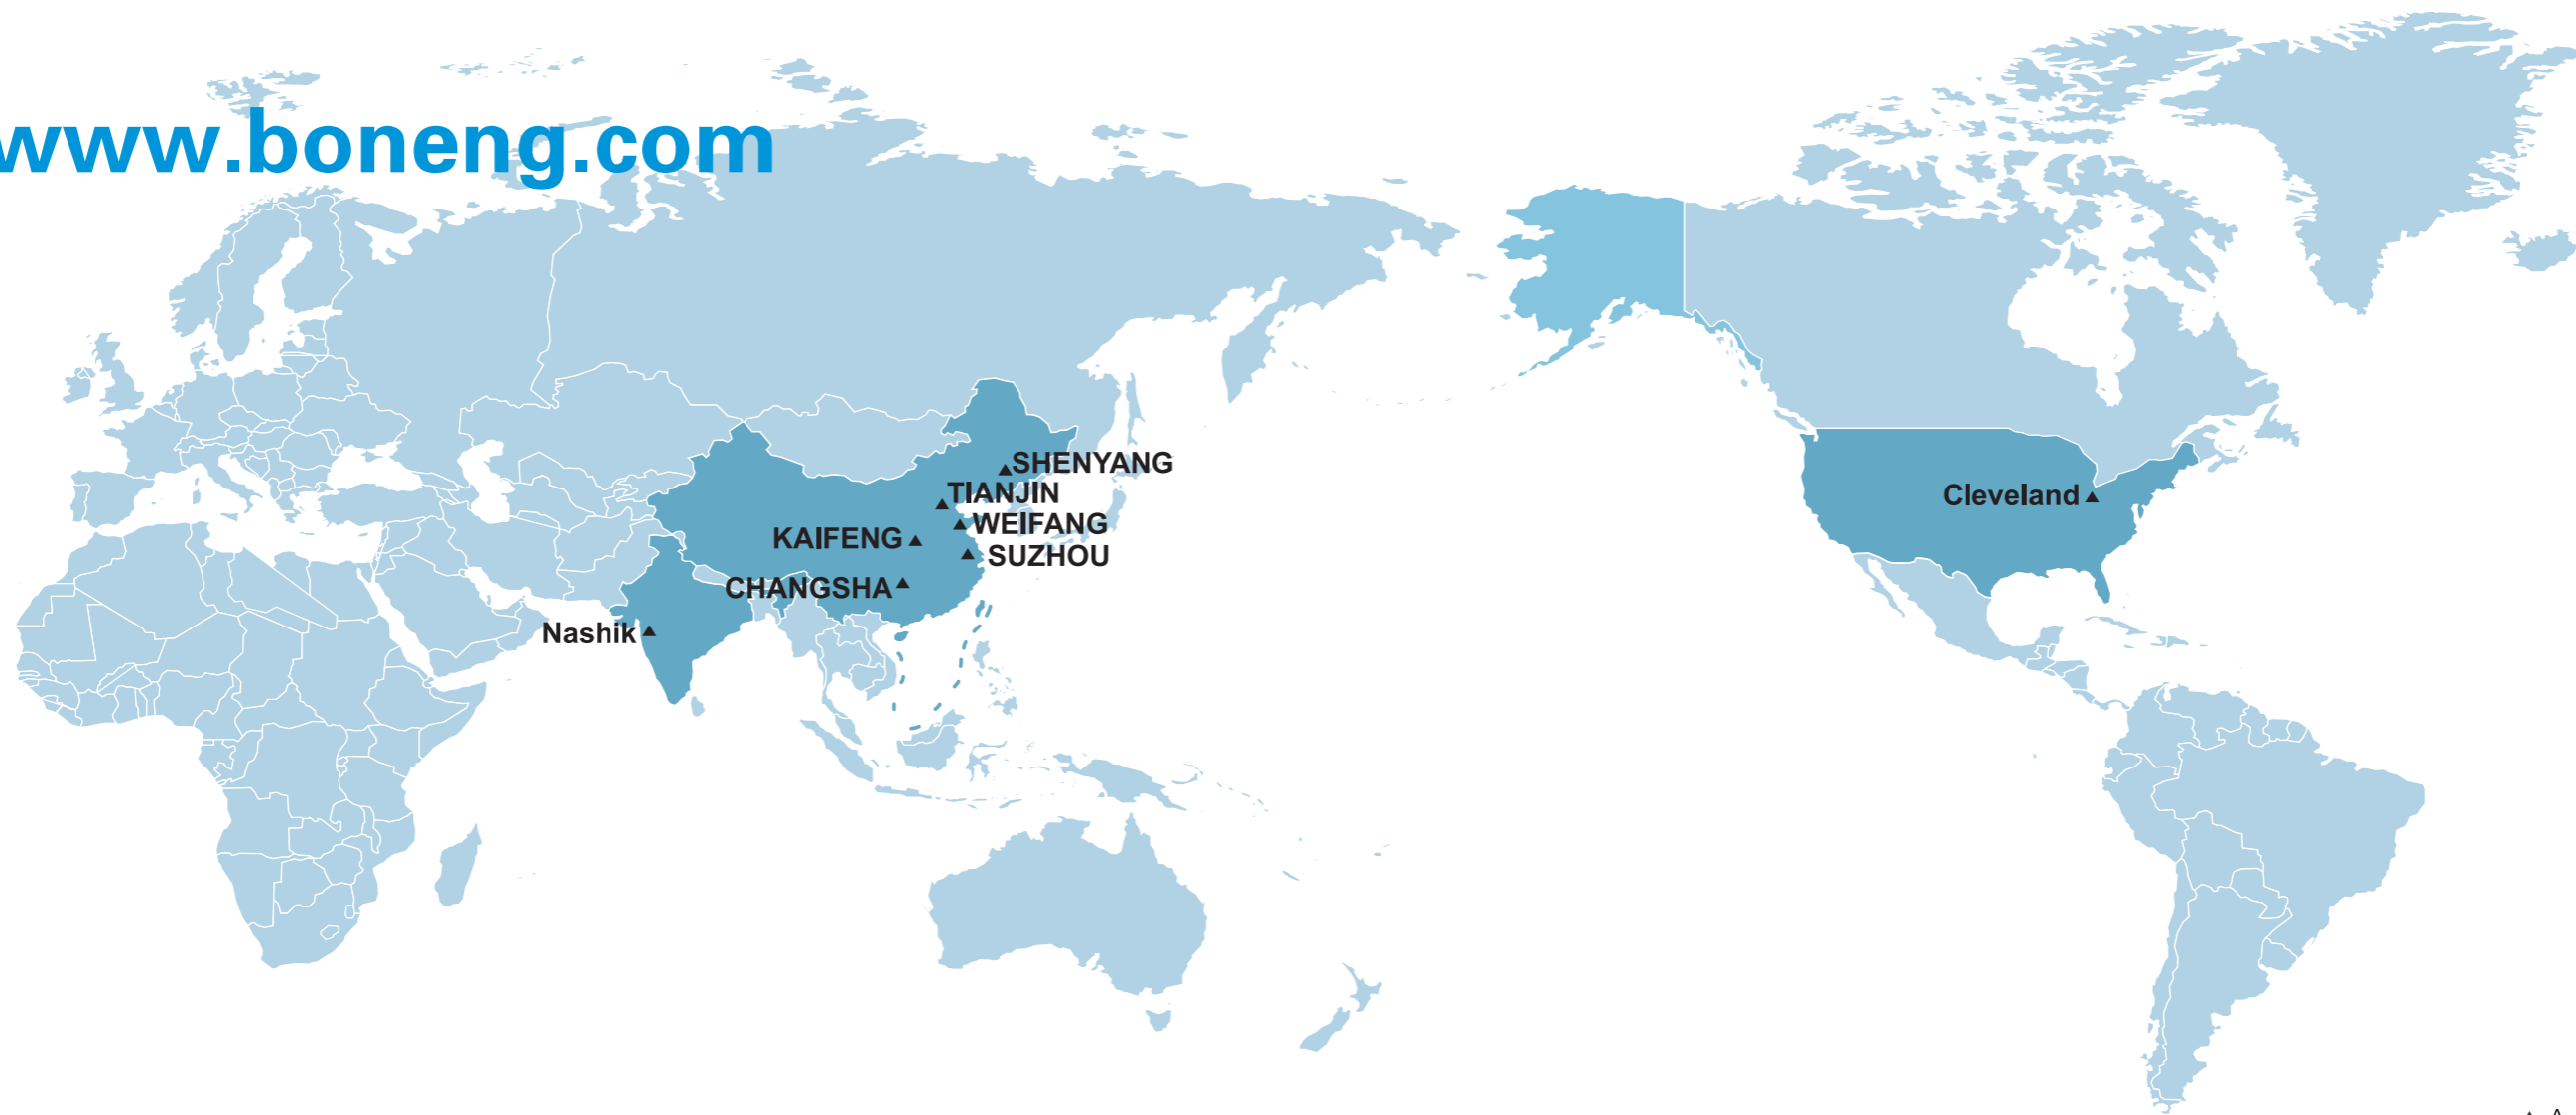 www.boneng.com
SHENYANG
TIANJIN
WEIFANG
KAIFENG
SUZHOU
CHANGSHA
Nashik
Cleveland